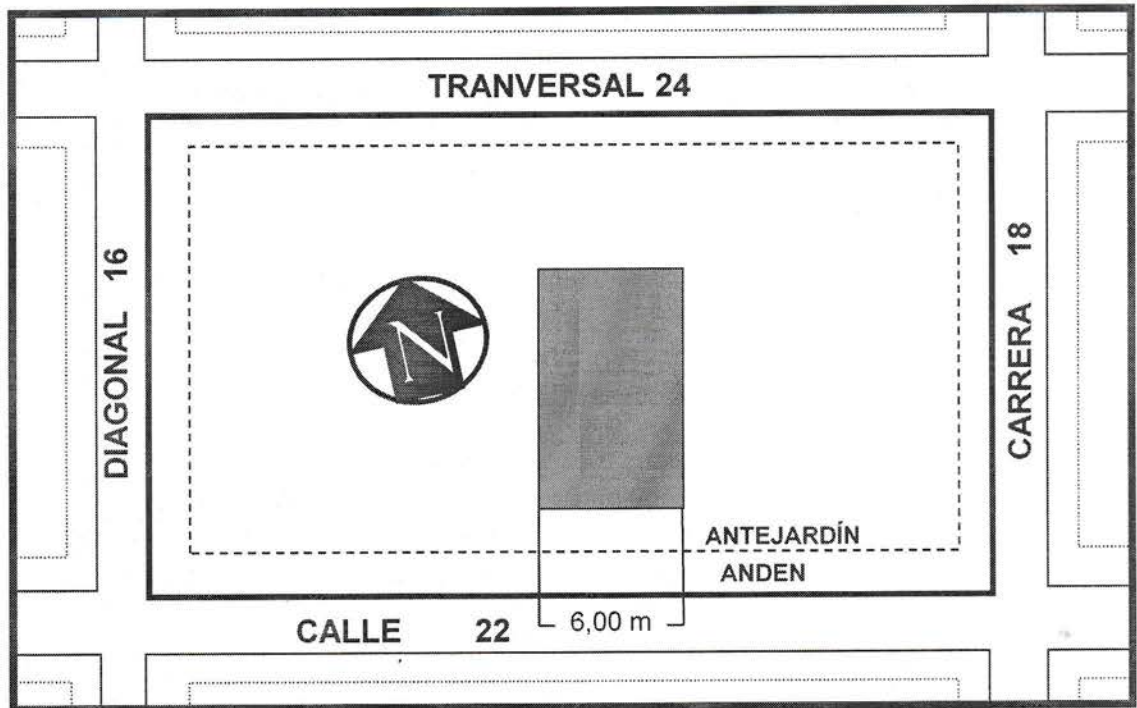 TRANVERSAL 24
DIAGONAL 16
CARRERA 18
N
ANTEJARDÍN
ANDEN
CALLE 22
6,00 m